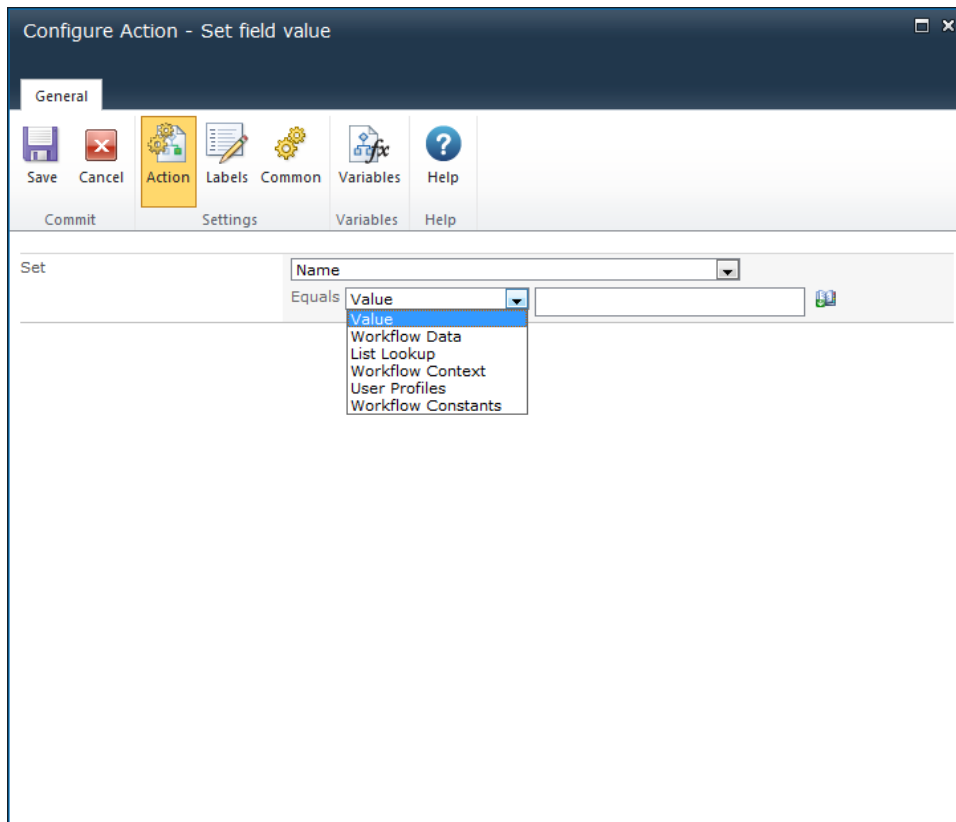 Configure Action - Set field value
General
Save Cancel Action Labels Common Variables Help
Commit Settings Variables Help
Set Name
Equals Value
Value
Workflow Data
List Lookup
Workflow Context
User Profiles
Workflow Constants